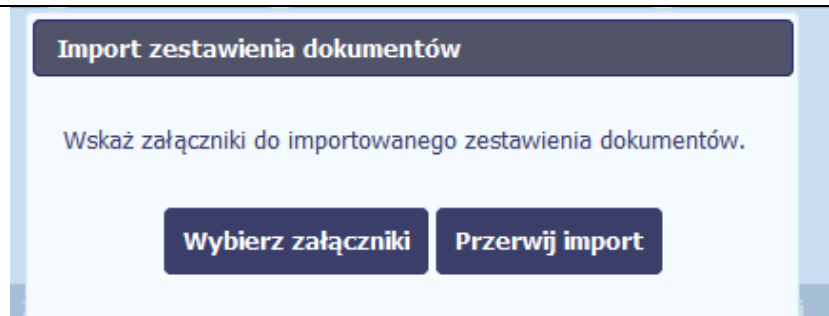 Import zestawienia dokumentów
Wskaż załączniki do importowanego zestawienia dokumentów.
Wybierz załączniki Przerwij import